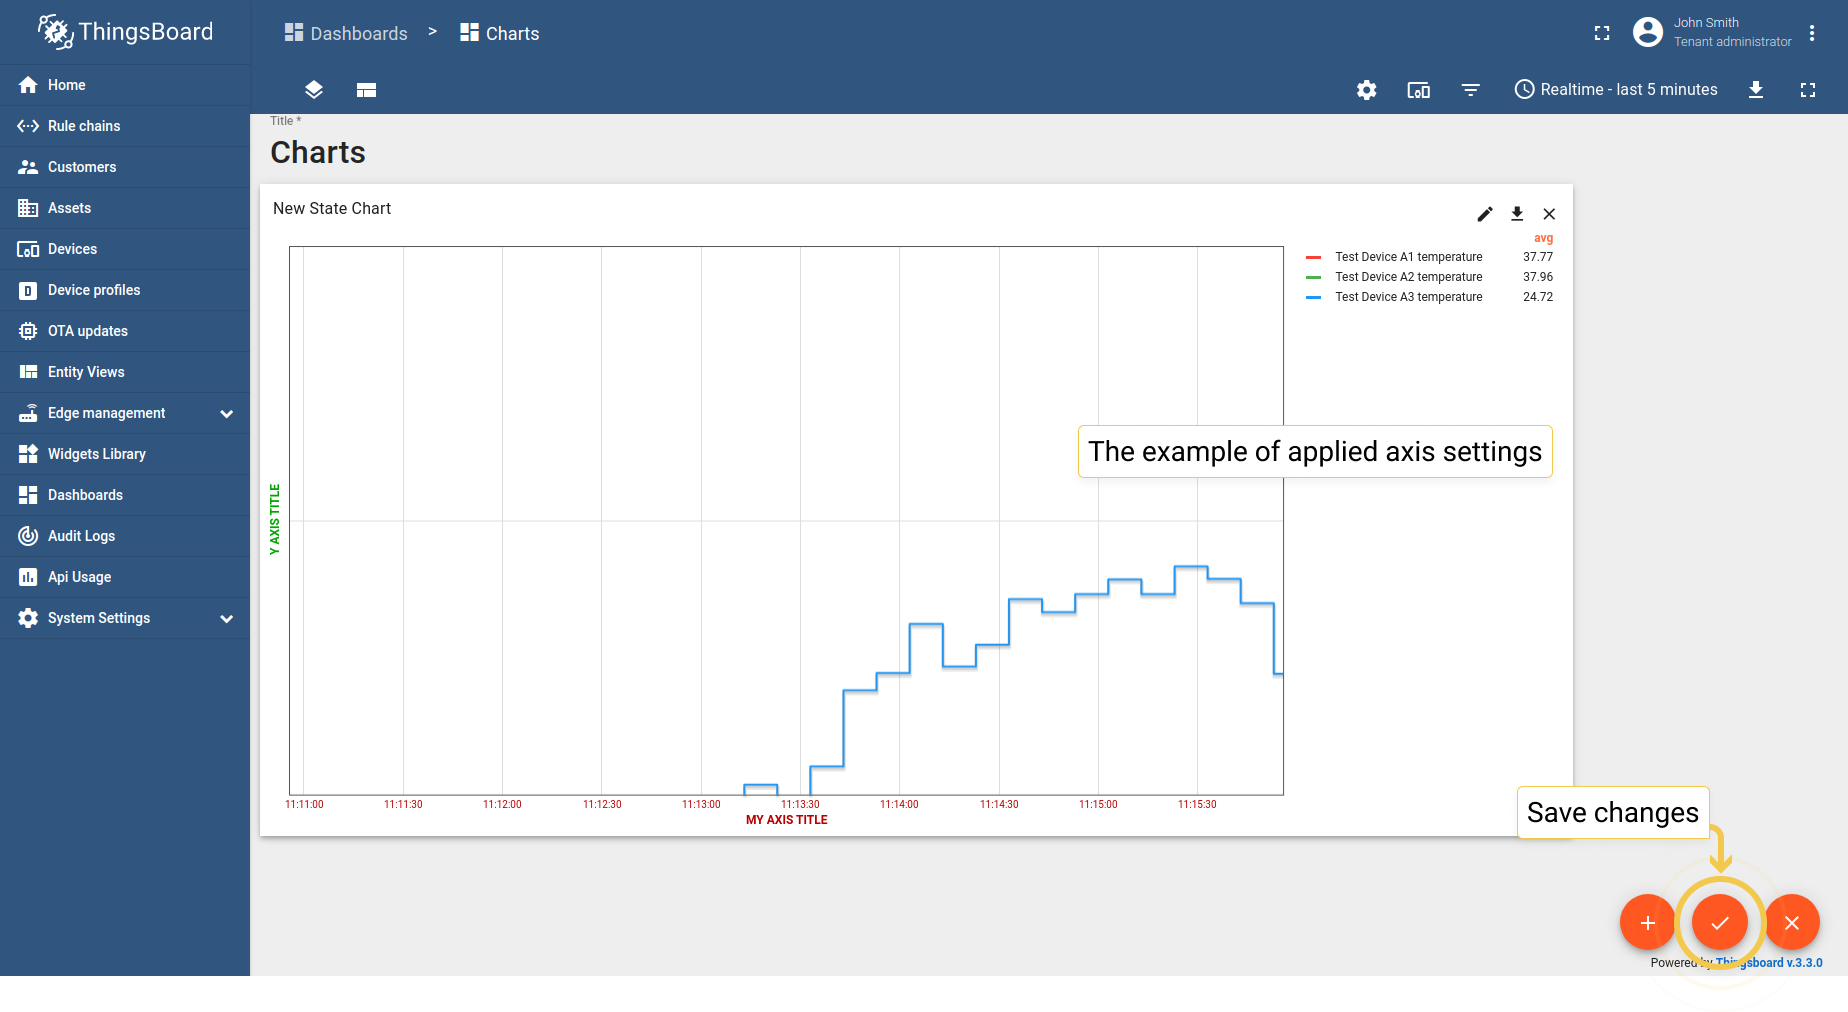 ThingsBoard
Dashboards > Charts
John Smith
Tenant administrator
Home
Rule chains
Customers
Assets
Devices
Device profiles
OTA updates
Entity Views
Edge management
Widgets Library
Dashboards
Audit Logs
Api Usage
System Settings
Realtime - last 5 minutes
Title *
Charts
New State Chart
avg
Test Device A1 temperature 37.77
Test Device A2 temperature 37.96
Test Device A3 temperature 24.72
The example of applied axis settings
Y AXIS TITLE
11:11:00 11:11:30 11:12:00 11:12:30 11:13:00 11:13:30 11:14:00 11:14:30 11:15:00 11:15:30
MY AXIS TITLE
Save changes
Powered by Thingsboard v.3.3.0